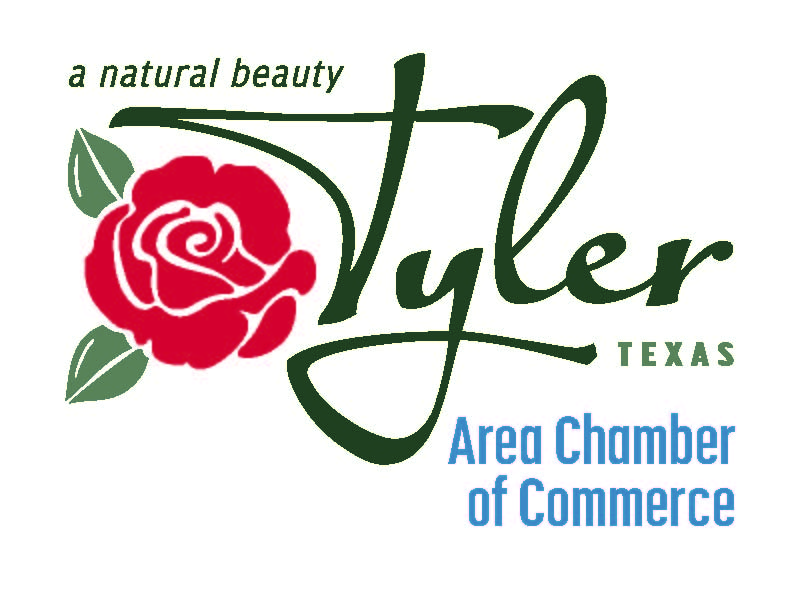 a natural beauty
Tyler
TEXAS
Area Chamber
of Commerce